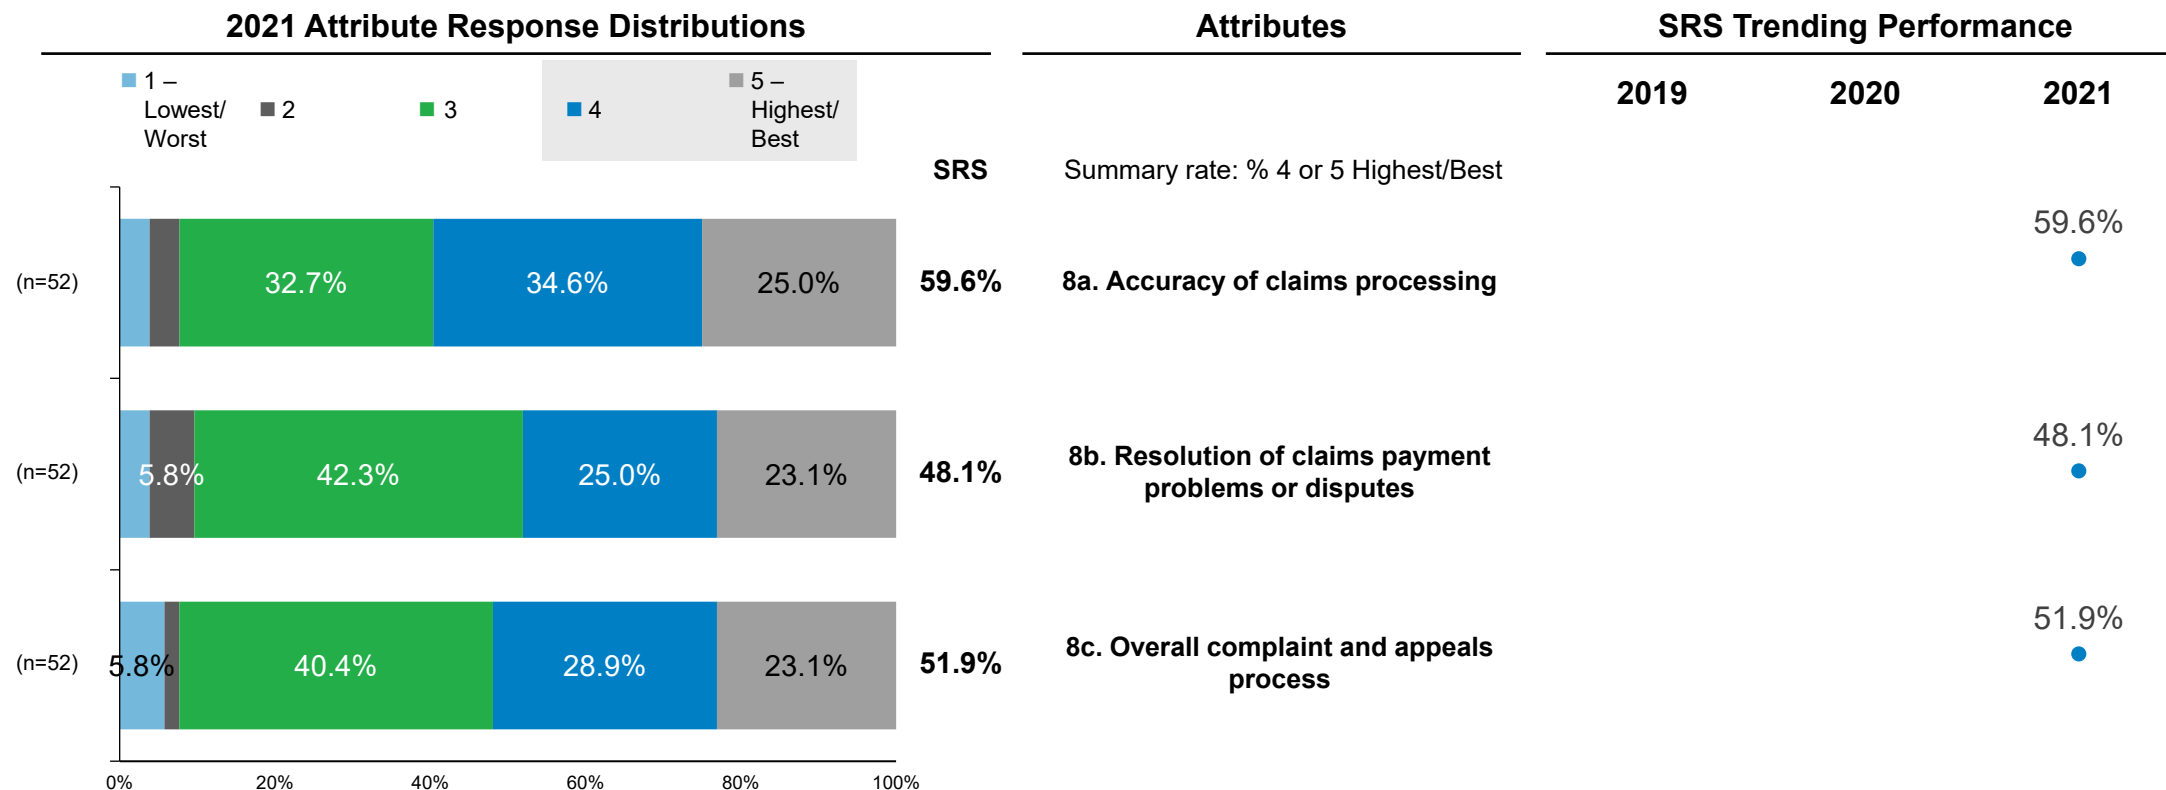 2021 Attribute Response Distributions
Attributes
SRS Trending Performance
1 –
Lowest/
Worst
2
3
4
5 –
Highest/
Best
2019
2020
2021
SRS
Summary rate: % 4 or 5 Highest/Best
(n=52)
32.7%
34.6%
25.0%
59.6%
8a. Accuracy of claims processing
59.6%
(n=52)
5.8%
42.3%
25.0%
23.1%
48.1%
8b. Resolution of claims payment
problems or disputes
48.1%
(n=52)
5.8%
40.4%
28.9%
23.1%
51.9%
8c. Overall complaint and appeals
process
51.9%
0%
20%
40%
60%
80%
100%